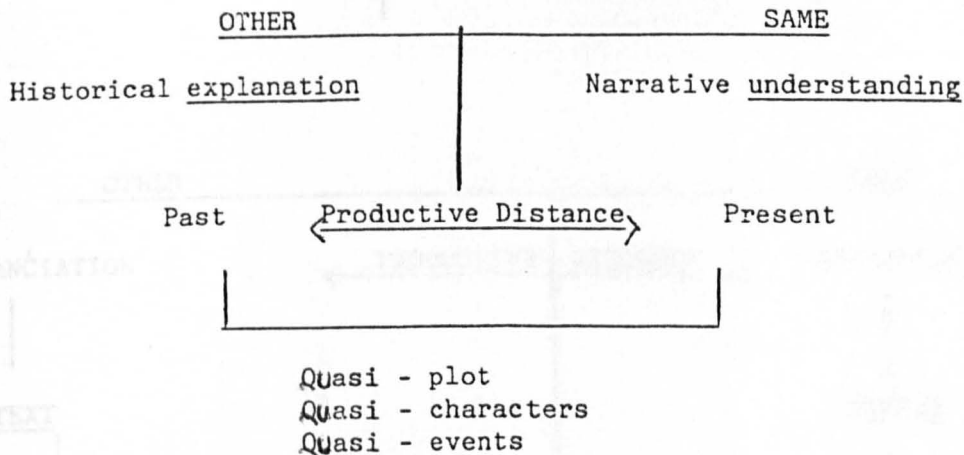 OTHER SAME
Historical explanation Narrative understanding
Past Productive Distance Present
Quasi - plot
Quasi - characters
Quasi - events